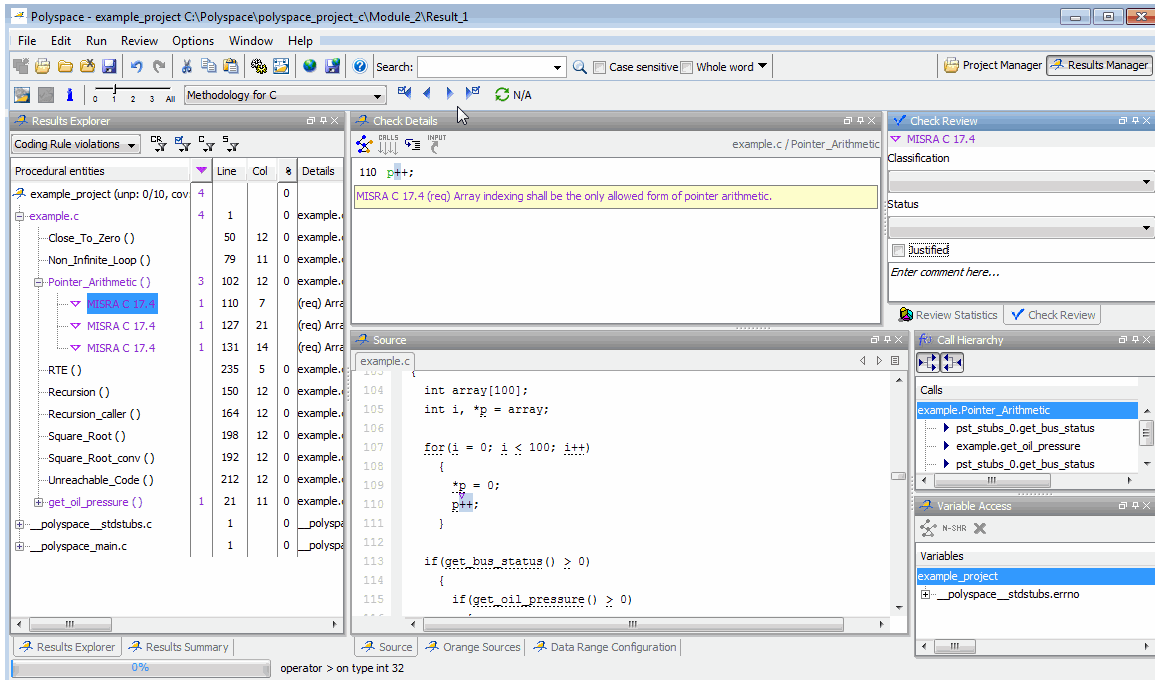 Polyspace - example_project C:\Polyspace\polyspace_project_c\Module_2\Result_1
File Edit Run Review Options Window Help
Search: Case sensitive Whole word Project Manager Results Manager
0 1 2 3 All Methodology for C N/A
Results Explorer
Coding Rule violations
Procedural entities Line Col % Details
example_project (unp: 0/10, cov 4 0
example.c 4 1 0 example.
Close_To_Zero () 50 12 0 example.
Non_Infinite_Loop () 79 11 0 example.
Pointer_Arithmetic () 3 102 12 0 example.
MISRA C 17.4 1 110 7 (req) Arra
MISRA C 17.4 1 127 21 (req) Arra
MISRA C 17.4 1 131 14 (req) Arra
RTE () 235 5 0 example.
Recursion () 150 12 0 example.
Recursion_caller () 164 12 0 example.
Square_Root () 198 12 0 example.
Square_Root_conv () 192 12 0 example.
Unreachable_Code () 212 12 0 example.
get_oil_pressure () 1 21 11 0 example.
__polyspace__stdstubs.c 1 0 __polyspa
__polyspace_main.c 1 0 __polyspa
Results Explorer Results Summary
0% operator > on type int 32
Check Details
CALLS INPUT example.c / Pointer_Arithmetic
110 p++;
MISRA C 17.4 (req) Array indexing shall be the only allowed form of pointer arithmetic.
Source
example.c
103 {
104 int array[100];
105 int i, *p = array;
106
107 for(i = 0; i < 100; i++)
108 {
109 *p = 0;
110 p++;
111 }
112
113 if(get_bus_status() > 0)
114 {
115 if(get_oil_pressure() > 0)
Source Orange Sources Data Range Configuration
Check Review
MISRA C 17.4
Classification
Status
Justified
Enter comment here...
Review Statistics Check Review
Call Hierarchy
Calls
example.Pointer_Arithmetic
pst_stubs_0.get_bus_status
example.get_oil_pressure
pst_stubs_0.get_bus_status
Variable Access
N-SHR
Variables
example_project
__polyspace__stdstubs.errno